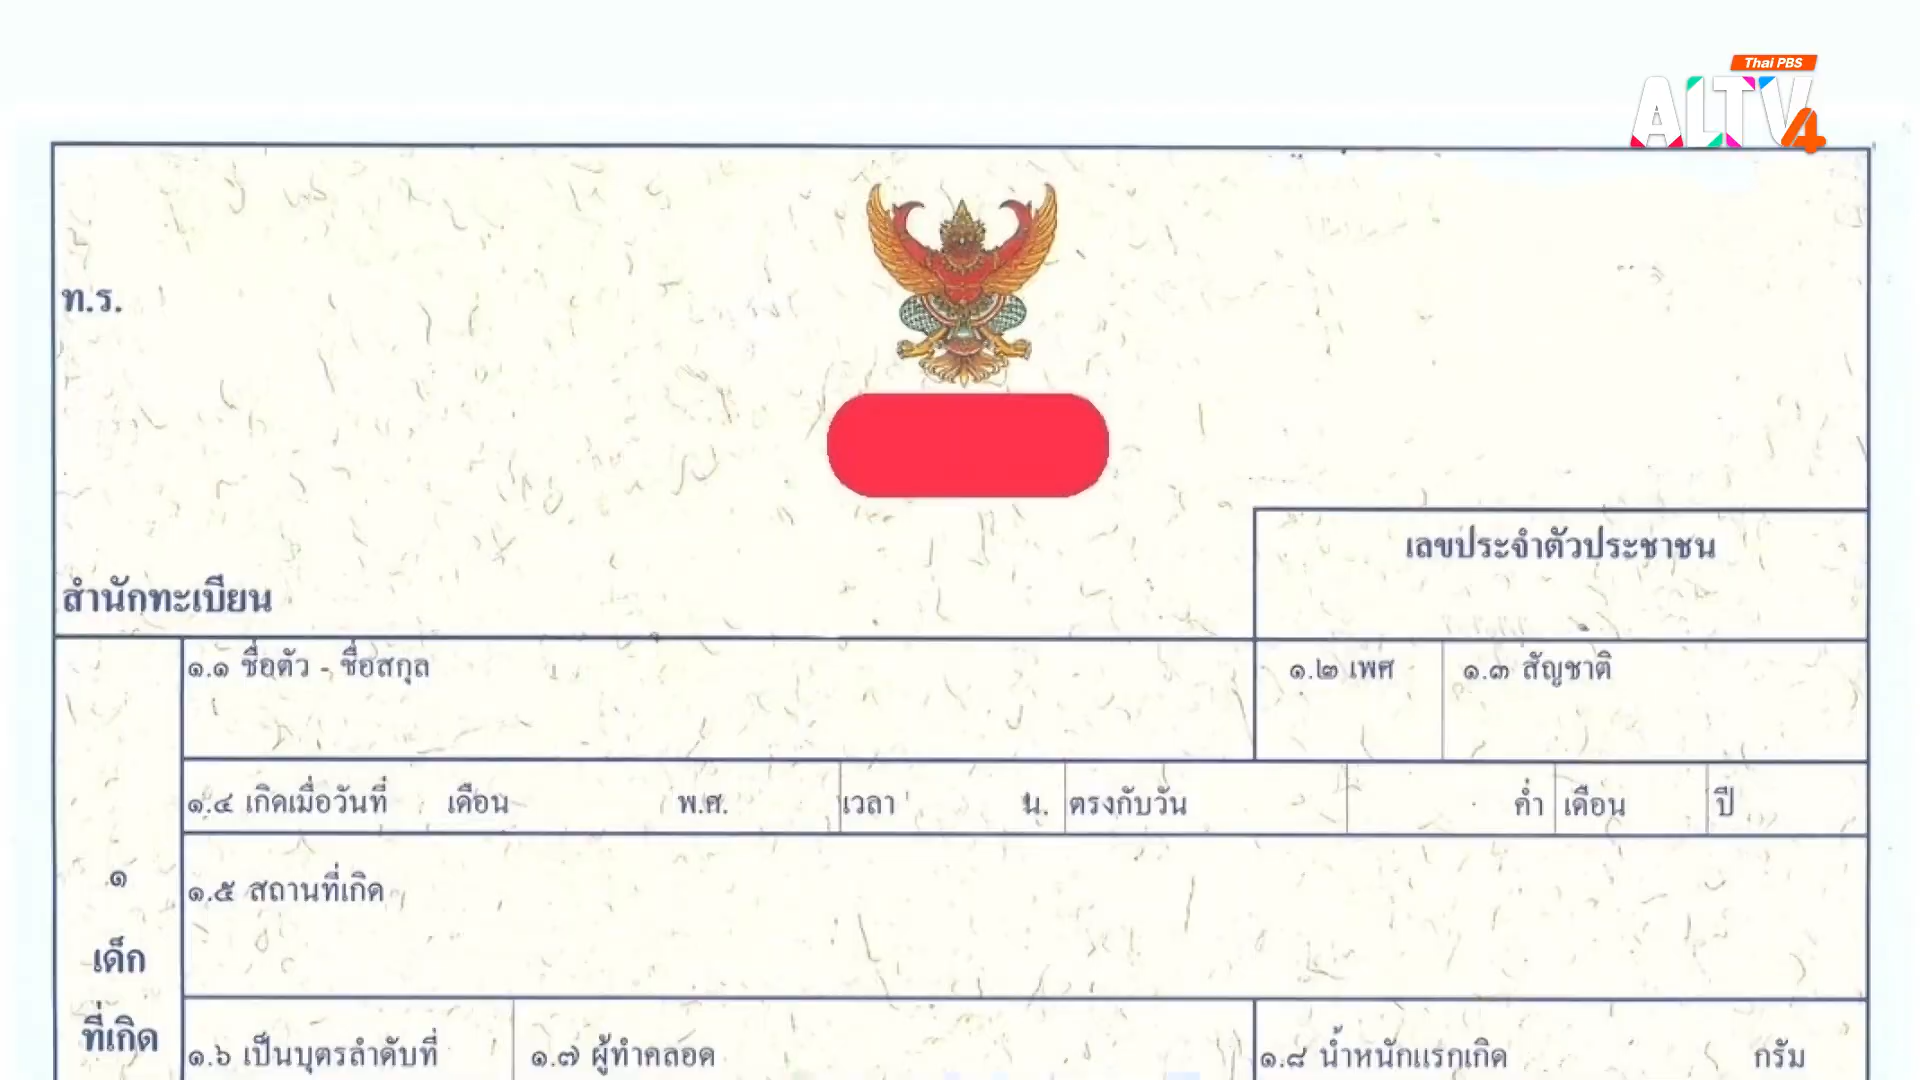 Thai PBS
ALTV4
ท.ร.
เลขประจำตัวประชาชน
สำนักทะเบียน
๑.๑ ชื่อตัว - ชื่อสกุล
๑.๒ เพศ
๑.๓ สัญชาติ
๑.๔ เกิดเมื่อวันที่ เดือน พ.ศ. เวลา น. ตรงกับวัน ค่ำ เดือน ปี
๑
เด็ก
ที่เกิด
๑.๕ สถานที่เกิด
๑.๖ เป็นบุตรลำดับที่
๑.๗ ผู้ทำคลอด
๑.๘ น้ำหนักแรกเกิด กรัม